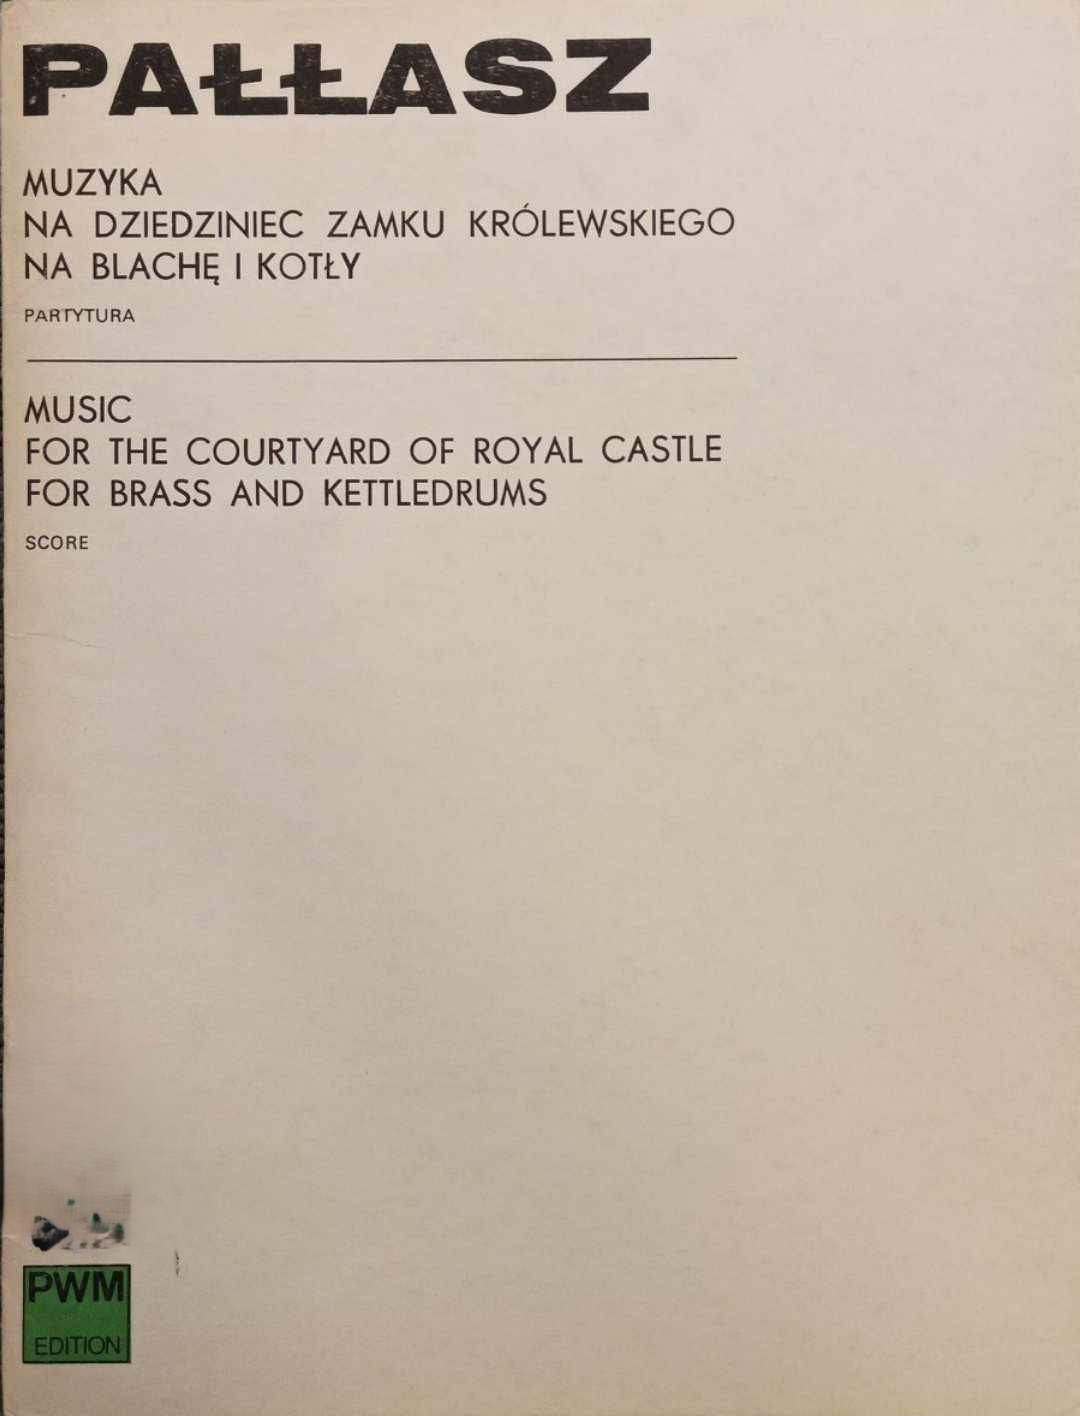 PAŁŁASZ
MUZYKA
NA DZIEDZINIEC ZAMKU KRÓLEWSKIEGO
NA BLACHĘ I KOTŁY
PARTYTURA
MUSIC
FOR THE COURTYARD OF ROYAL CASTLE
FOR BRASS AND KETTLEDRUMS
SCORE
PWM
EDITION